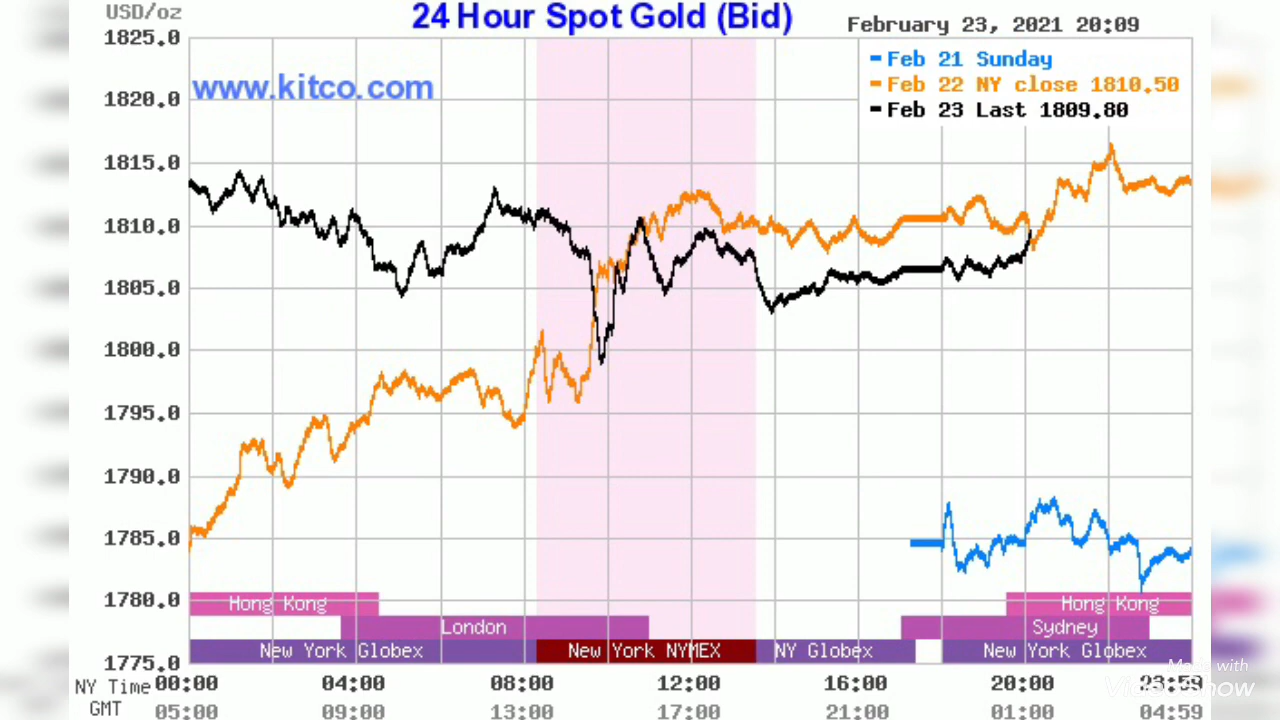 USD/oz
24 Hour Spot Gold (Bid)
February 23, 2021 20:09
1825.0
1820.0
1815.0
1810.0
1805.0
1800.0
1795.0
1790.0
1785.0
1780.0
1775.0
www.kitco.com
Feb 21 Sunday
Feb 22 NY close 1810.50
Feb 23 Last 1809.80
Hong Kong
Hong Kong
London
Sydney
New York Globex
New York NYMEX
NY Globex
New York Globex
Made with
VideoShow
NY Time 00:00 04:00 08:00 12:00 16:00 20:00 23:59
GMT 05:00 09:00 13:00 17:00 21:00 01:00 04:59